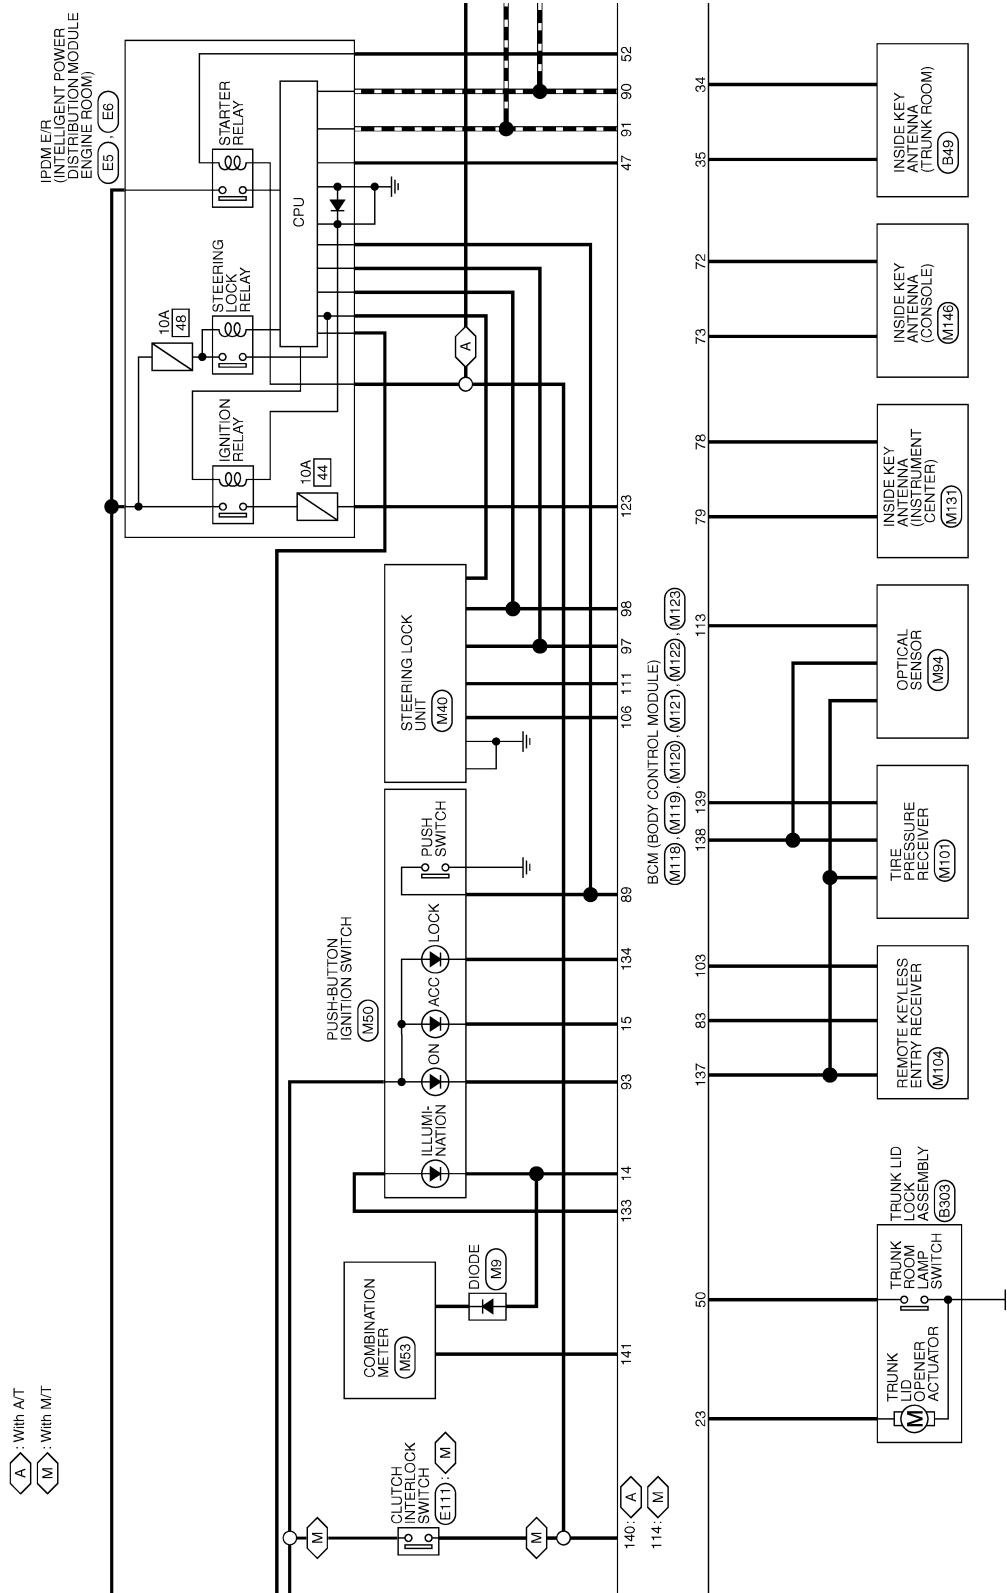 IPDM E/R
(INTELLIGENT POWER
DISTRIBUTION MODULE
ENGINE ROOM)
E5 , E6
STARTER
RELAY
CPU
STEERING
LOCK
RELAY
10A
48
IGNITION
RELAY
10A
44
A
52
90
91
47
123
STEERING LOCK
UNIT
M40
98
97
111
106
PUSH-BUTTON
IGNITION SWITCH
M50
PUSH
SWITCH
LOCK
ACC
ON
ILLUMI-
NATION
89
134
15
93
14
133
COMBINATION
METER
M53
DIODE
M9
141
CLUTCH
INTERLOCK
SWITCH
E111 : M
M
M
140: A
114: M
A : With A/T
M : With M/T
BCM (BODY CONTROL MODULE)
M118 , M119 , M120 , M121 , M122 , M123
34
35
INSIDE KEY
ANTENNA
(TRUNK ROOM)
B49
72
73
INSIDE KEY
ANTENNA
(CONSOLE)
M146
78
79
INSIDE KEY
ANTENNA
(INSTRUMENT
CENTER)
M131
113
OPTICAL
SENSOR
M94
139
138
TIRE
PRESSURE
RECEIVER
M101
103
83
137
REMOTE KEYLESS
ENTRY RECEIVER
M104
TRUNK LID
LOCK
ASSEMBLY
B303
50
TRUNK
ROOM
LAMP
SWITCH
23
TRUNK
LID
OPENER
ACTUATOR
M